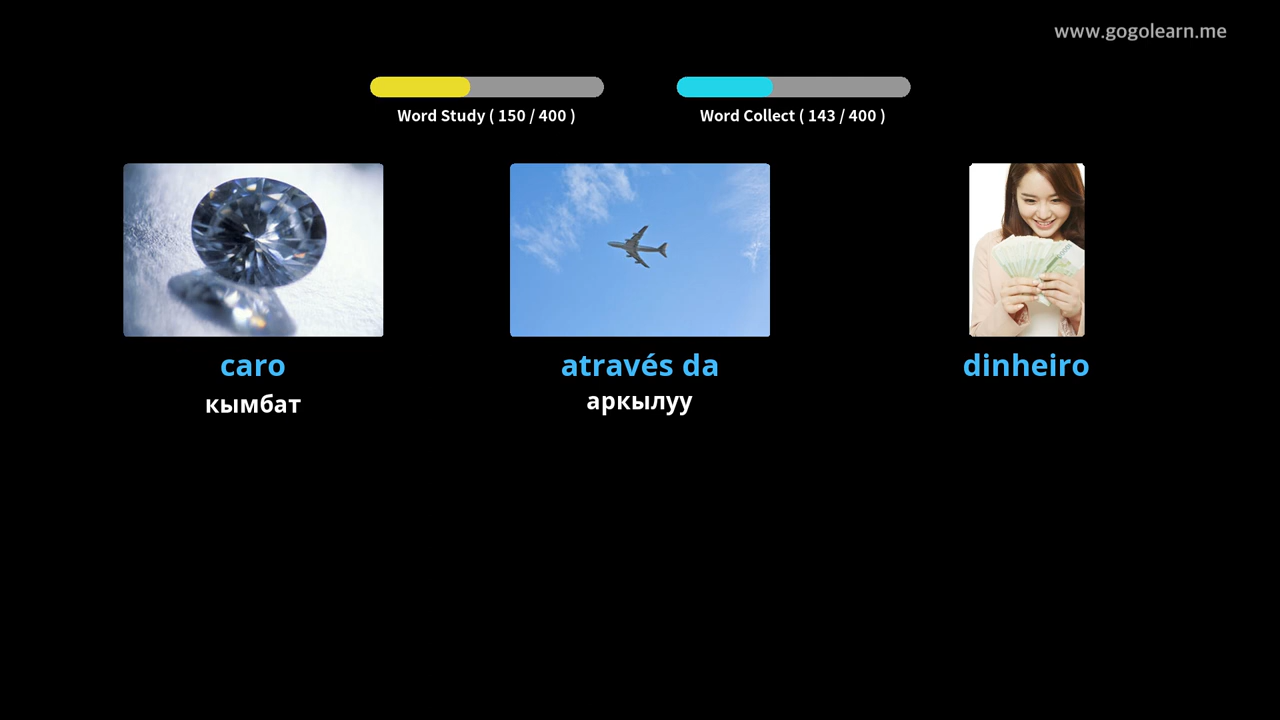 www.gogolearn.me
Word Study ( 150 / 400 )
Word Collect ( 143 / 400 )
caro
кымбат
através da
аркылуу
dinheiro